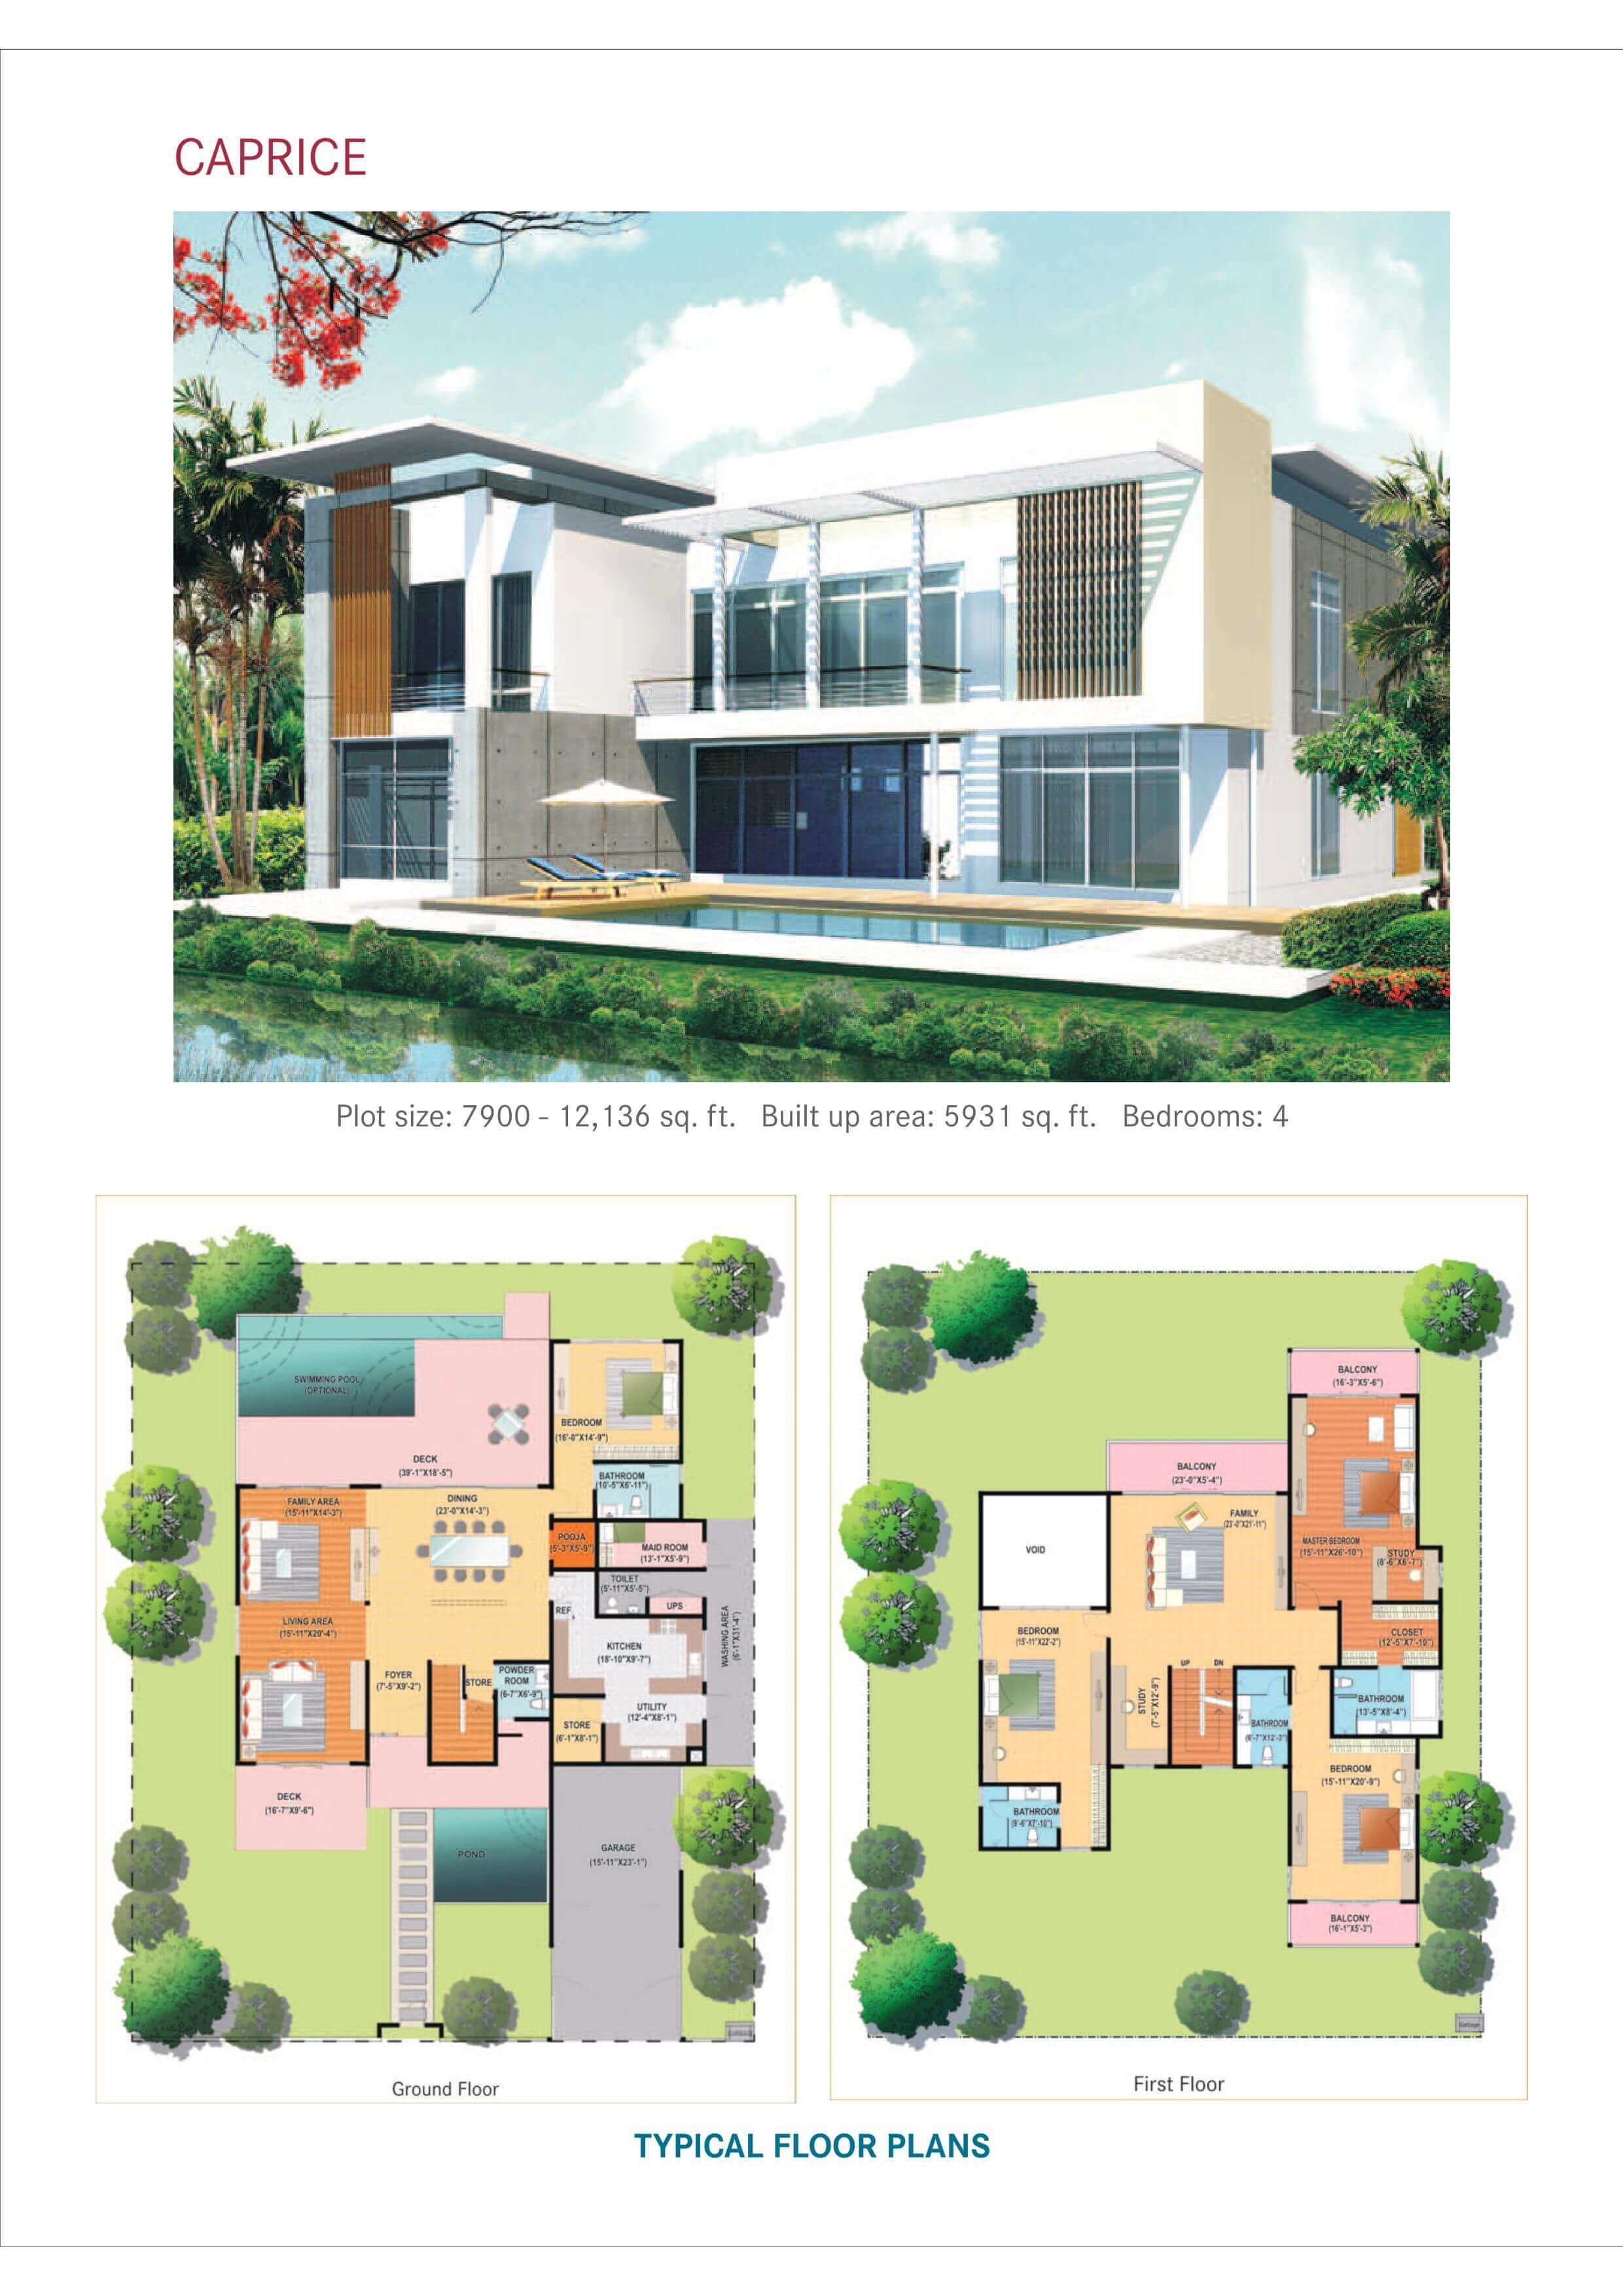 CAPRICE
Plot size: 7900 - 12,136 sq. ft. Built up area: 5931 sq. ft. Bedrooms: 4
SWIMMING POOL
(OPTIONAL)
DECK
(39'-1"X18'-5")
BEDROOM
(16'-0"X14'-9")
BATHROOM
(10'-5"X6'-11")
FAMILY AREA
(15'-11"X14'-3")
DINING
(23'-0"X14'-3")
POOJA
(5'-3"X5'-9")
MAID ROOM
(13'-1"X5'-9")
TOILET
(5'-11"X5'-5")
UPS
REF
LIVING AREA
(15'-11"X20'-4")
KITCHEN
(18'-10"X9'-7")
WASHING AREA
(6'-1"X31'-4")
FOYER
(7'-5"X9'-2")
STORE
POWDER
ROOM
(6-7"X6'-9")
UTILITY
(12'-4"X8'-1")
STORE
(6'-1"X8'-1")
DECK
(16'-7"X9'-6")
POND
GARAGE
(15'-11"X23'-1")
Ground Floor
BALCONY
(16'-3"X5'-6")
BALCONY
(23'-0"X5'-4")
FAMILY
(23'-0"X21'-11")
VOID
MASTER BEDROOM
(15'-11"X26'-10")
STUDY
(8'-6"X6'-7")
BEDROOM
(15'-11"X22'-2")
CLOSET
(12'-5"X7'-10")
UP
DN
STUDY
(7'-5"X12'-9")
BATHROOM
(13'-5"X8'-4")
BATHROOM
(6'-7"X12'-3")
BEDROOM
(15'-11"X20'-9")
BATHROOM
(9'-6"X7'-10")
BALCONY
(16'-1"X5'-3")
Garbage
First Floor
TYPICAL FLOOR PLANS